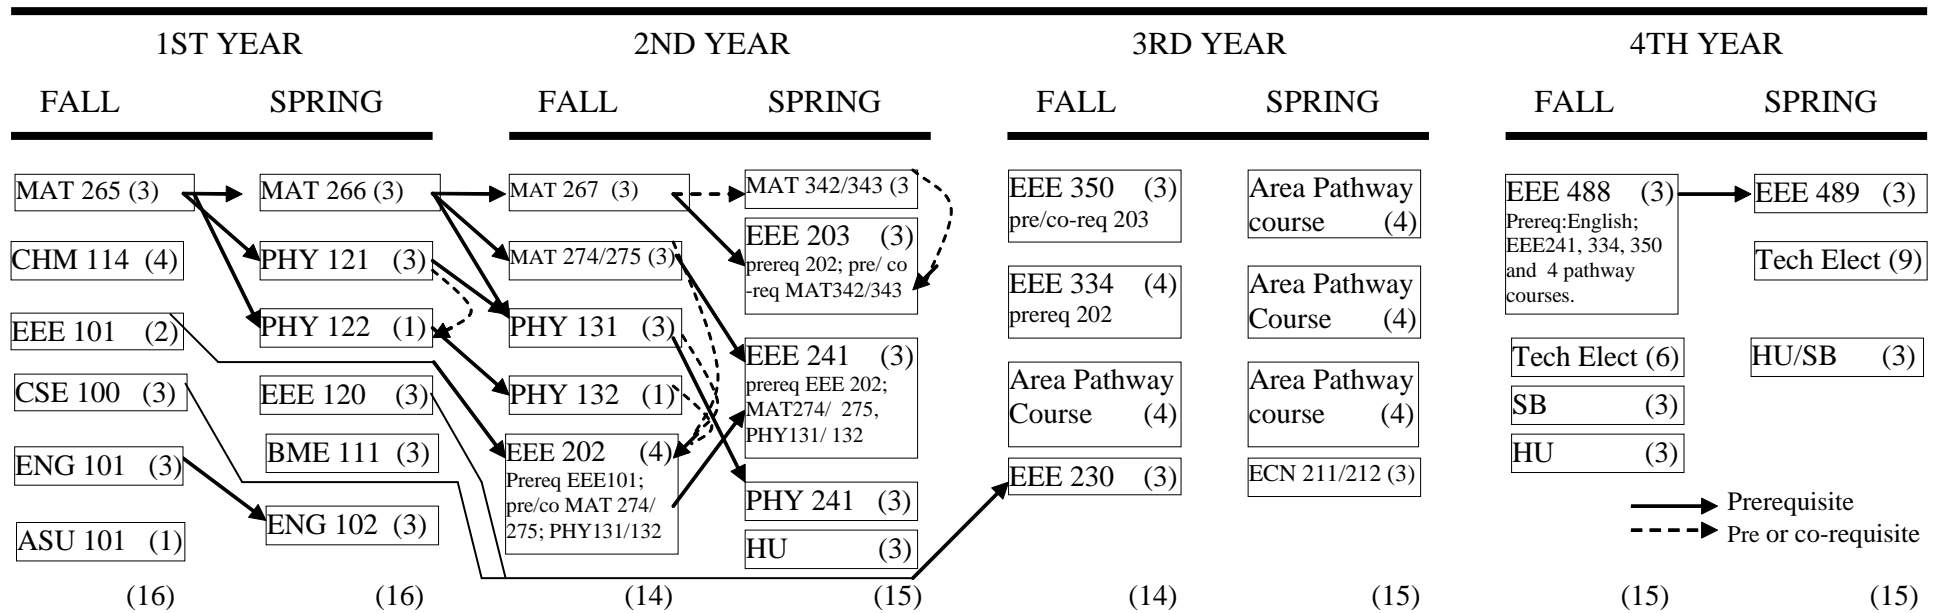 1ST YEAR
2ND YEAR
3RD YEAR
4TH YEAR
FALL
SPRING
FALL
SPRING
FALL
SPRING
FALL
SPRING
MAT 265 (3)
CHM 114 (4)
EEE 101 (2)
CSE 100 (3)
ENG 101 (3)
ASU 101 (1)
(16)
MAT 266 (3)
PHY 121 (3)
PHY 122 (1)
EEE 120 (3)
BME 111 (3)
ENG 102 (3)
(16)
MAT 267 (3)
MAT 274/275 (3)
PHY 131 (3)
PHY 132 (1)
EEE 202 (4)
Prereq EEE101;
pre/co MAT 274/
275; PHY131/132
(14)
MAT 342/343 (3
EEE 203 (3)
prereq 202; pre/ co
-req MAT342/343
EEE 241 (3)
prereq EEE 202;
MAT274/ 275,
PHY131/ 132
PHY 241 (3)
HU (3)
(15)
EEE 350 (3)
pre/co-req 203
EEE 334 (4)
prereq 202
Area Pathway
Course (4)
EEE 230 (3)
(14)
Area Pathway
course (4)
Area Pathway
Course (4)
Area Pathway
course (4)
ECN 211/212 (3)
(15)
EEE 488 (3)
Prereq:English;
EEE241, 334, 350
and 4 pathway
courses.
Tech Elect (6)
SB (3)
HU (3)
(15)
EEE 489 (3)
Tech Elect (9)
HU/SB (3)
Prerequisite
Pre or co-requisite
(15)